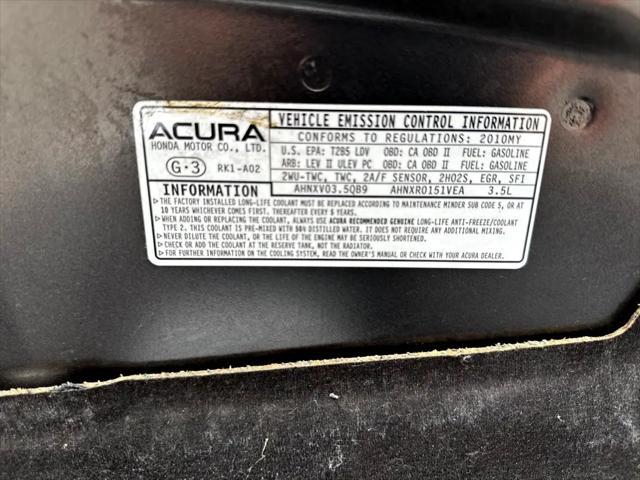 ACURA
HONDA MOTOR CO., LTD.
G·3 RK1-A02
VEHICLE EMISSION CONTROL INFORMATION
CONFORMS TO REGULATIONS: 2010MY
U.S. EPA: T2B5 LDV OBD: CA OBD II FUEL: GASOLINE
ARB: LEV II ULEV PC OBD: CA OBD II FUEL: GASOLINE
2WU-TWC, TWC, 2A/F SENSOR, 2HO2S, EGR, SFI
INFORMATION AHNXV03.5QB9 AHNXR0151VEA 3.5L
▷THE FACTORY INSTALLED LONG-LIFE COOLANT MUST BE REPLACED ACCORDING TO MAINTENANCE MINDER SUB CODE 5, OR AT
10 YEARS WHICHEVER COMES FIRST, THEREAFTER EVERY 5 YEARS.
▷WHEN ADDING OR REPLACING THE COOLANT, ALWAYS USE ACURA RECOMMENDED GENUINE LONG-LIFE ANTI-FREEZE/COOLANT
TYPE 2. THIS COOLANT IS PRE-MIXED WITH 50% DISTILLED WATER. IT DOES NOT REQUIRE ANY ADDITIONAL MIXING.
▷NEVER DILUTE THE COOLANT, OR THE LIFE OF THE ENGINE MAY BE SERIOUSLY SHORTENED.
▷CHECK OR ADD COOLANT AT THE RESERVE TANK, NOT THE RADIATOR.
▷FOR FURTHER INFORMATION ON THE COOLING SYSTEM, READ THE OWNER'S MANUAL OR CHECK WITH YOUR ACURA DEALER.